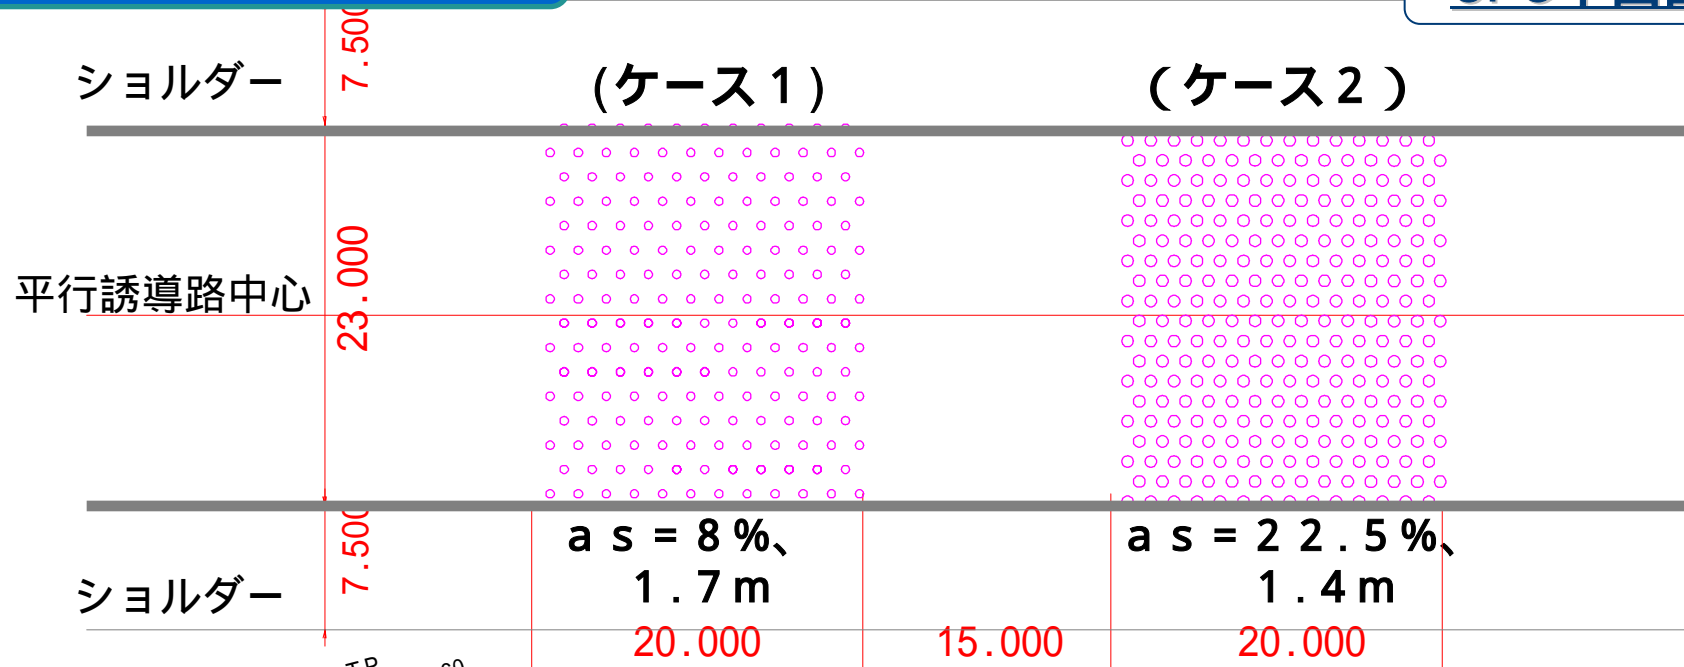 ショルダー
7.500
(ケース1)
(ケース2)
平行誘導路中心
23.000
ショルダー
7.500
as=8%、
1.7m
as=22.5%、
1.4m
20.000
15.000
20.000